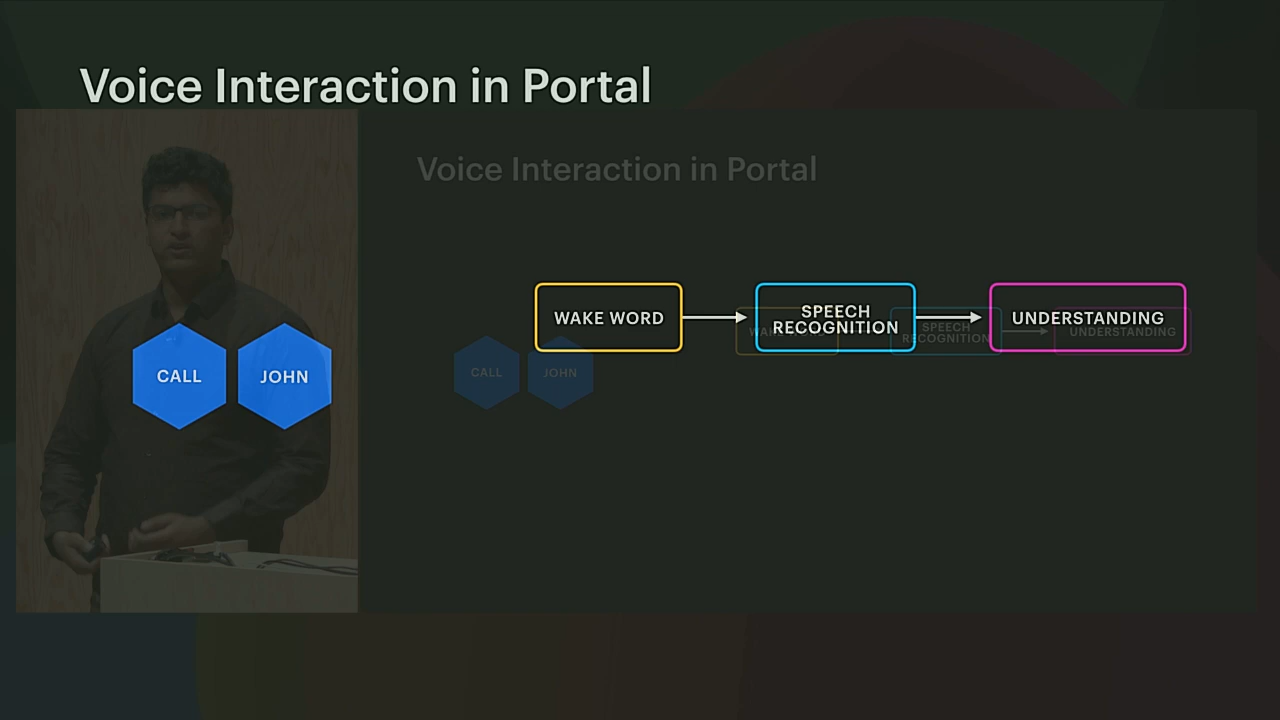 Voice Interaction in Portal
Voice Interaction in Portal
WAKE WORD
SPEECH
RECOGNITION
UNDERSTANDING
SPEECH
RECOGNITION
UNDERSTANDING
CALL
JOHN
CALL
JOHN